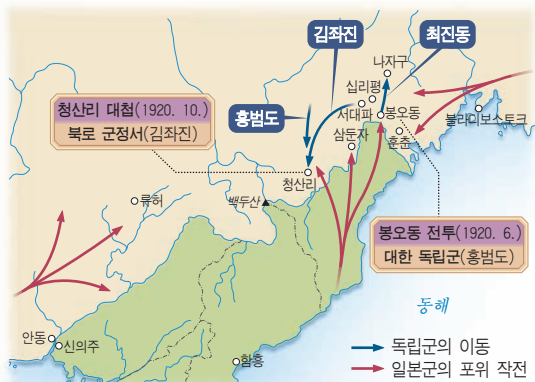 김좌진
최진동
나자구
십리평
청산리 대첩(1920. 10.)
북로 군정서(김좌진)
홍범도
서대파
봉오동
블라디보스토크
삼둔자
훈춘
청산리
류허
백두산
봉오동 전투(1920. 6.)
대한 독립군(홍범도)
동해
안동
신의주
함흥
독립군의 이동
일본군의 포위 작전